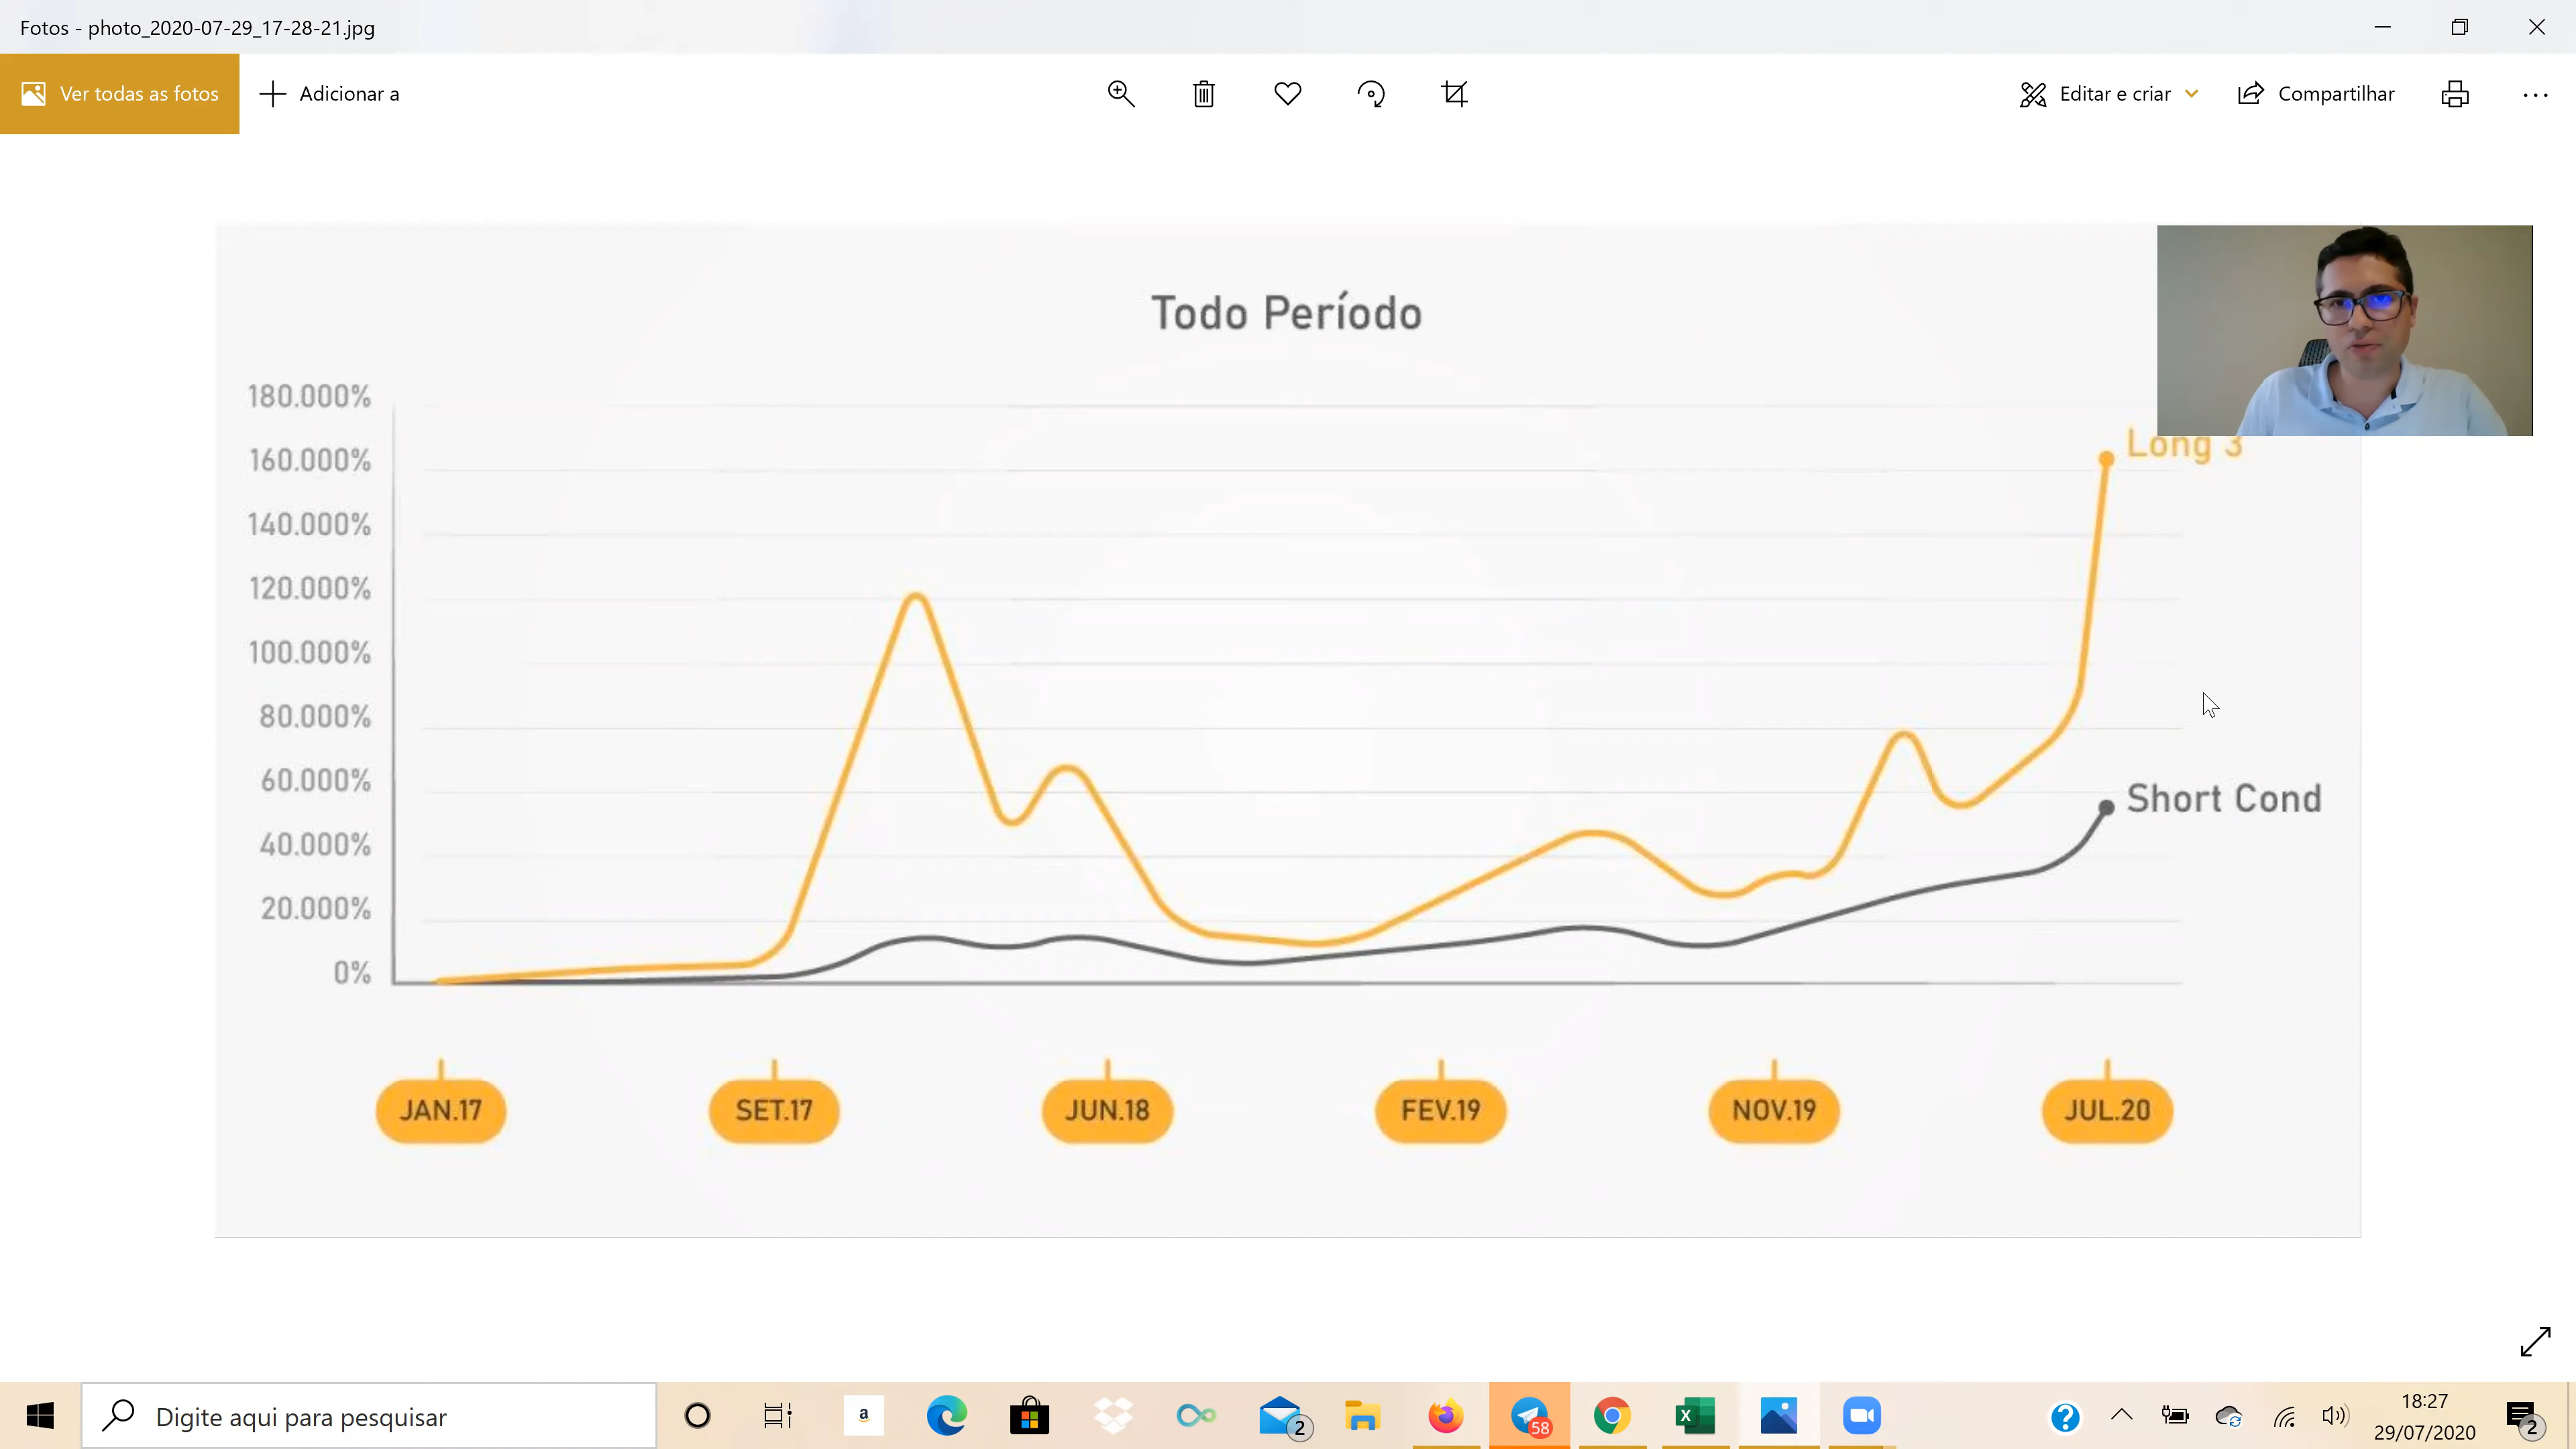 Fotos - photo_2020-07-29_17-28-21.jpg
Ver todas as fotos
Adicionar a
Editar e criar
Compartilhar
Todo Período
180.000%
160.000%
140.000%
120.000%
100.000%
80.000%
60.000%
40.000%
20.000%
0%
Long 3
Short Cond
JAN.17
SET.17
JUN.18
FEV.19
NOV.19
JUL.20
Digite aqui para pesquisar
a
2
58
X
?
18:27
29/07/2020
2